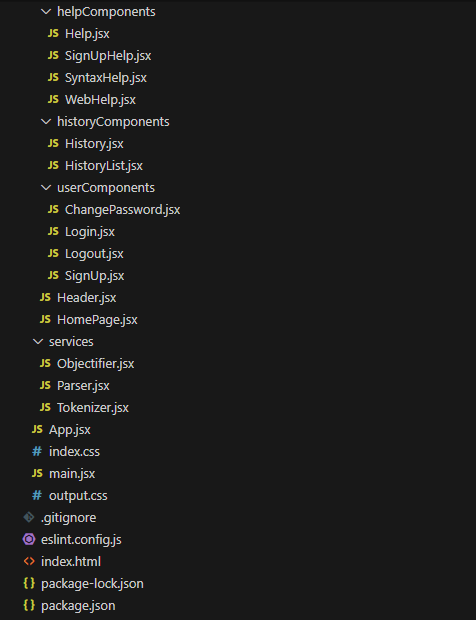 helpComponents
JS Help.jsx
JS SignUpHelp.jsx
JS SyntaxHelp.jsx
JS WebHelp.jsx
historyComponents
JS History.jsx
JS HistoryList.jsx
userComponents
JS ChangePassword.jsx
JS Login.jsx
JS Logout.jsx
JS SignUp.jsx
JS Header.jsx
JS HomePage.jsx
services
JS Objectifier.jsx
JS Parser.jsx
JS Tokenizer.jsx
JS App.jsx
# index.css
JS main.jsx
# output.css
.gitignore
eslint.config.js
<> index.html
{} package-lock.json
{} package.json